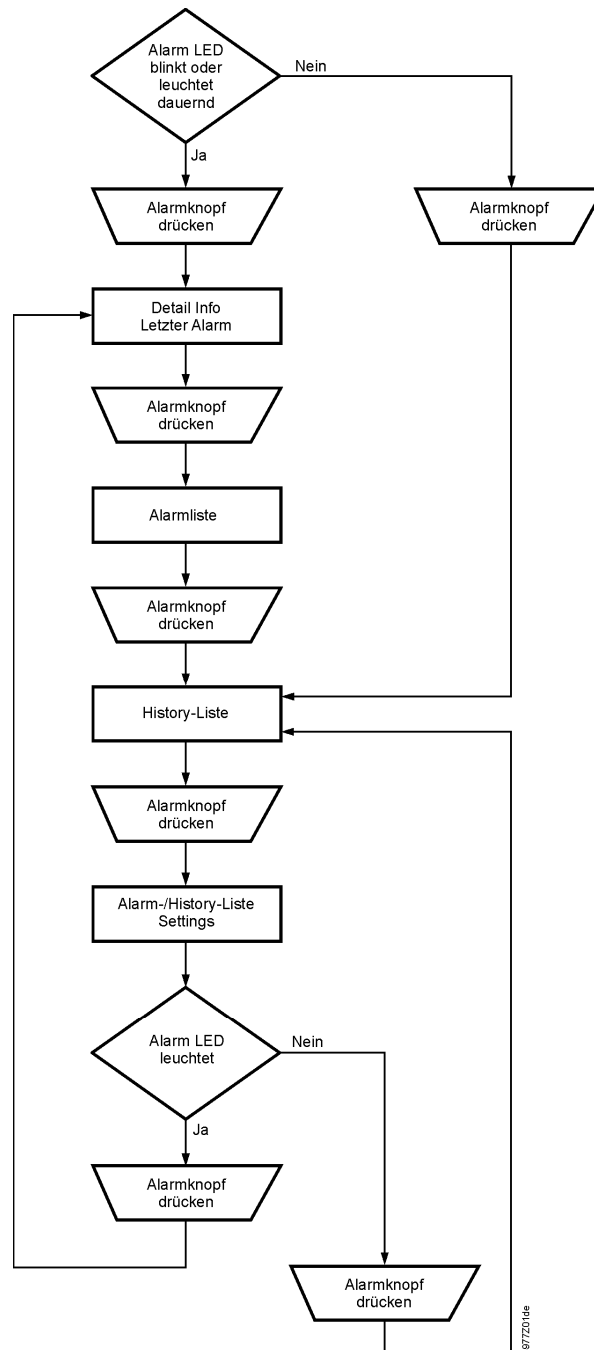 Alarm LED
blinkt oder
leuchtet
dauernd
Nein
Ja
Alarmknopf
drücken
Alarmknopf
drücken
Detail Info
Letzter Alarm
Alarmknopf
drücken
Alarmliste
Alarmknopf
drücken
History-Liste
Alarmknopf
drücken
Alarm-/History-Liste
Settings
Alarm LED
leuchtet
Nein
Ja
Alarmknopf
drücken
Alarmknopf
drücken
977Z01de